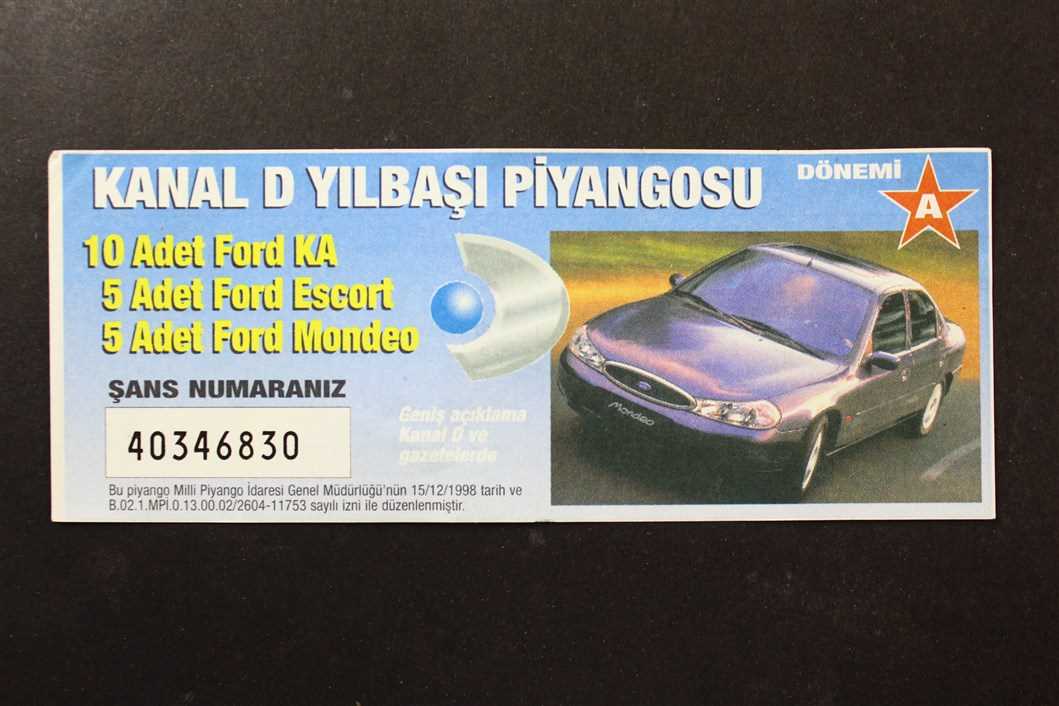 KANAL D YILBAŞI PİYANGOSU
DÖNEMİ
A
10 Adet Ford KA
5 Adet Ford Escort
5 Adet Ford Mondeo
ŞANS NUMARANIZ
40346830
Geniş açıklama
Kanal D ve
gazetelerde
Bu piyango Milli Piyango İdaresi Genel Müdürlüğü'nün 15/12/1998 tarih ve
B.02.1.MPİ.0.13.00.02/2604-11753 sayılı izni ile düzenlenmiştir.
Ford
Mondeo